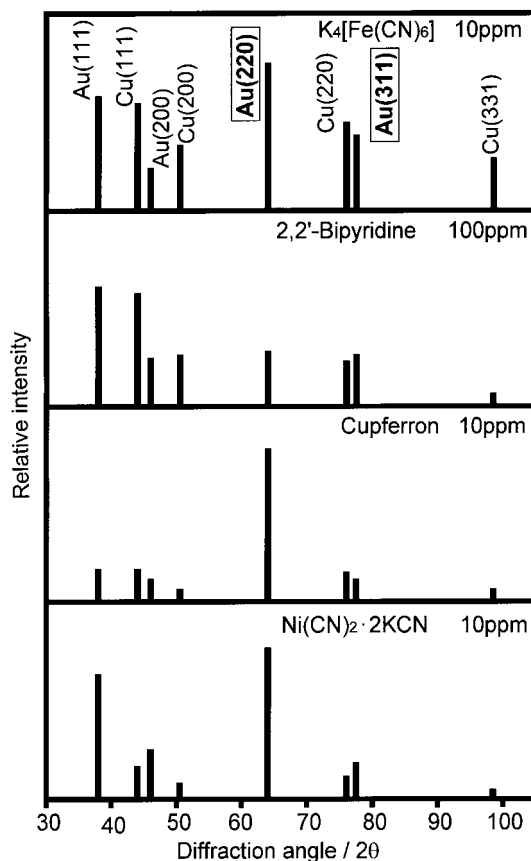 K₄[Fe(CN)₆] 10ppm
Au(111)
Cu(111)
Au(200)
Cu(200)
Au(220)
Cu(220)
Au(311)
Cu(331)
2,2'-Bipyridine 100ppm
Cupferron 10ppm
Ni(CN)₂·2KCN 10ppm
Relative intensity
30 40 50 60 70 80 90 100
Diffraction angle / 2θ